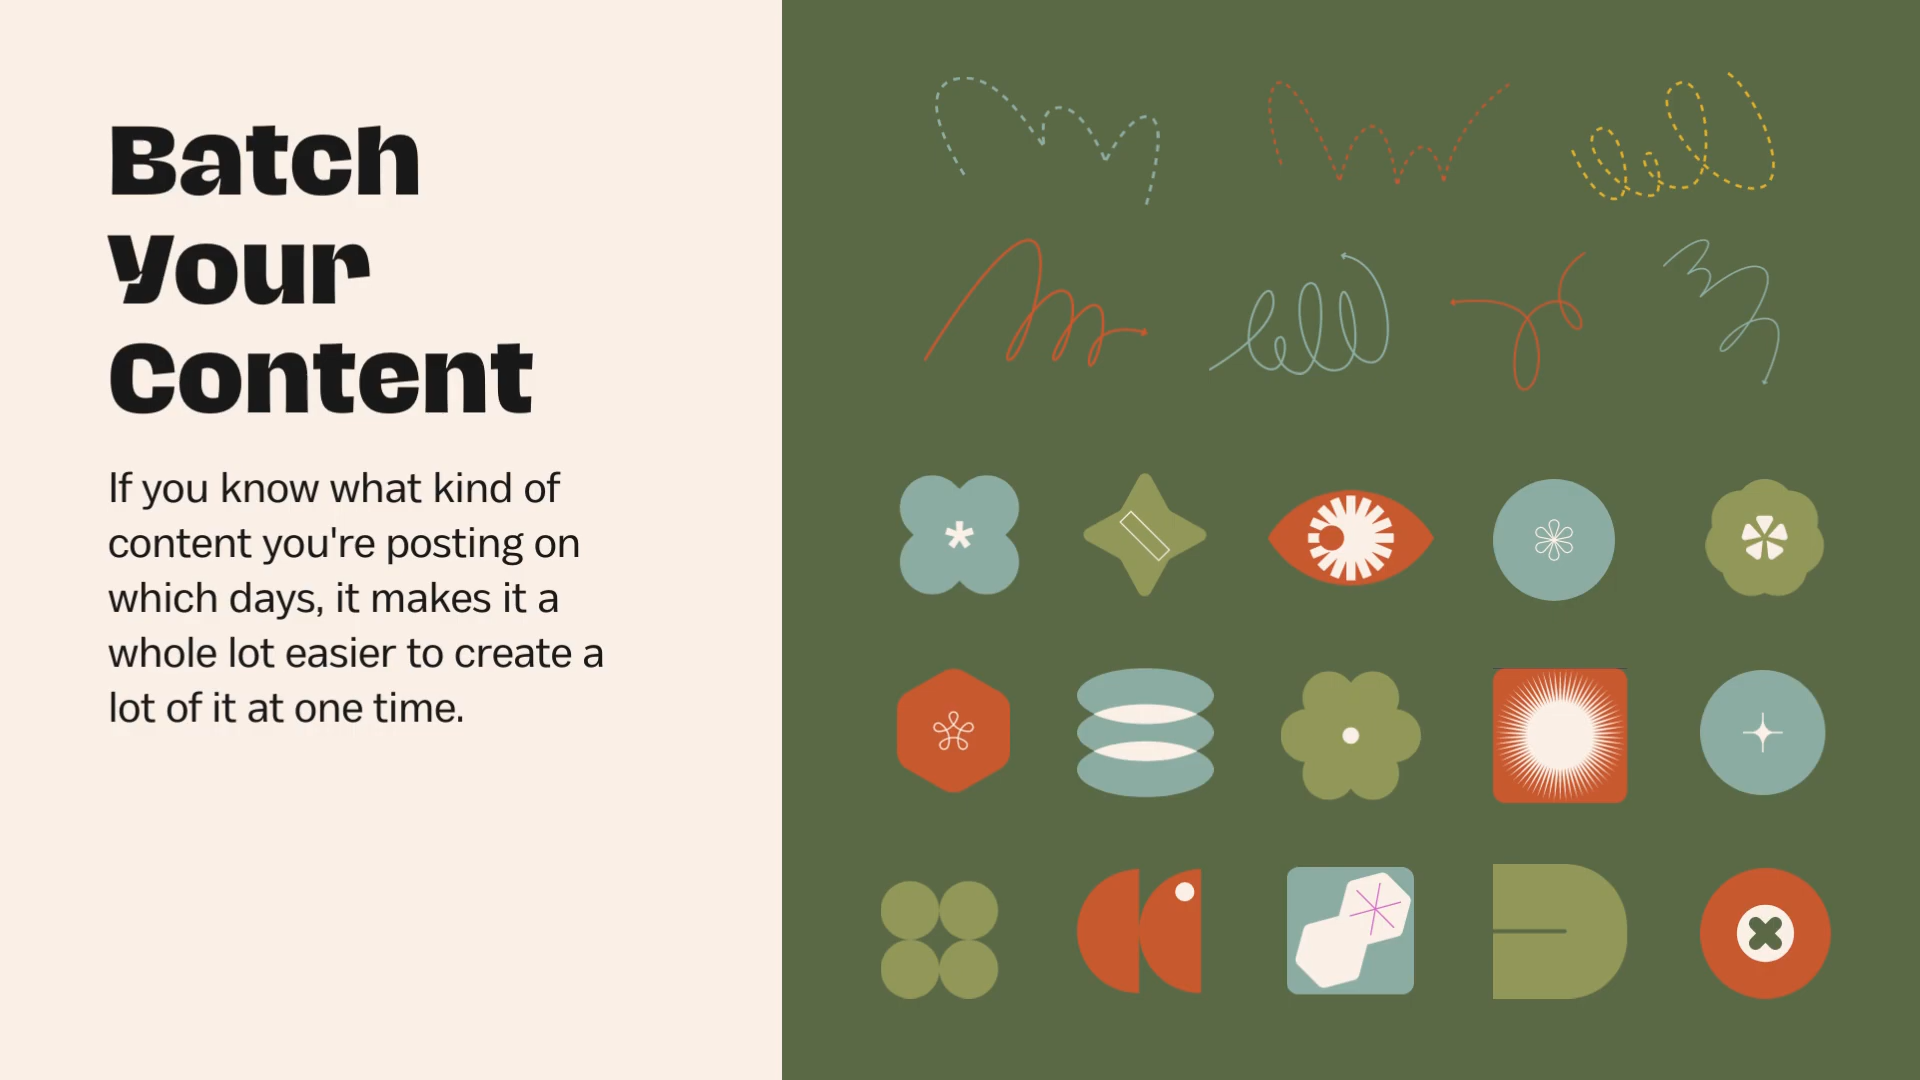 Batch
Your
Content
If you know what kind of
content you're posting on
which days, it makes it a
whole lot easier to create a
lot of it at one time.